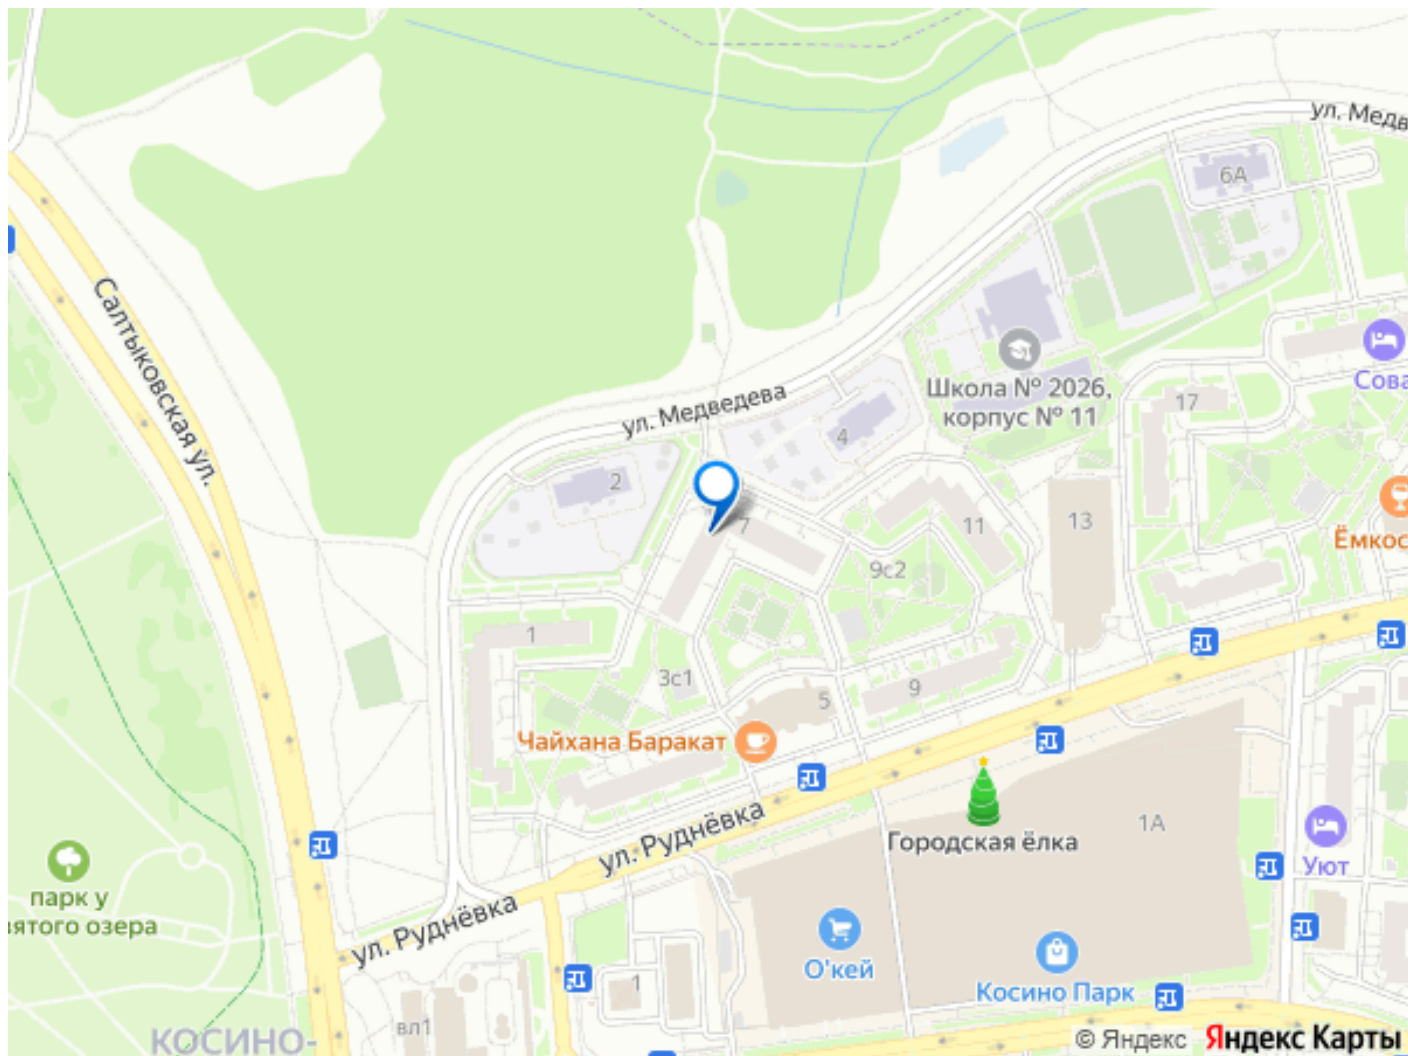 ул. Медв
6А
Салтыковская ул.
Школа № 2026,
корпус № 11
Сова
17
ул. Медведева
4
2
7
11
13
Ёмкос
9с2
1
3с1
9
5
Чайхана Баракат
ул. Руднёвка
1А
Городская ёлка
Уют
парк у
вятого озера
ул. Руднёвка
О'кей
Косино Парк
1
вл1
КОСИНО-
© Яндекс Яндекс Карты